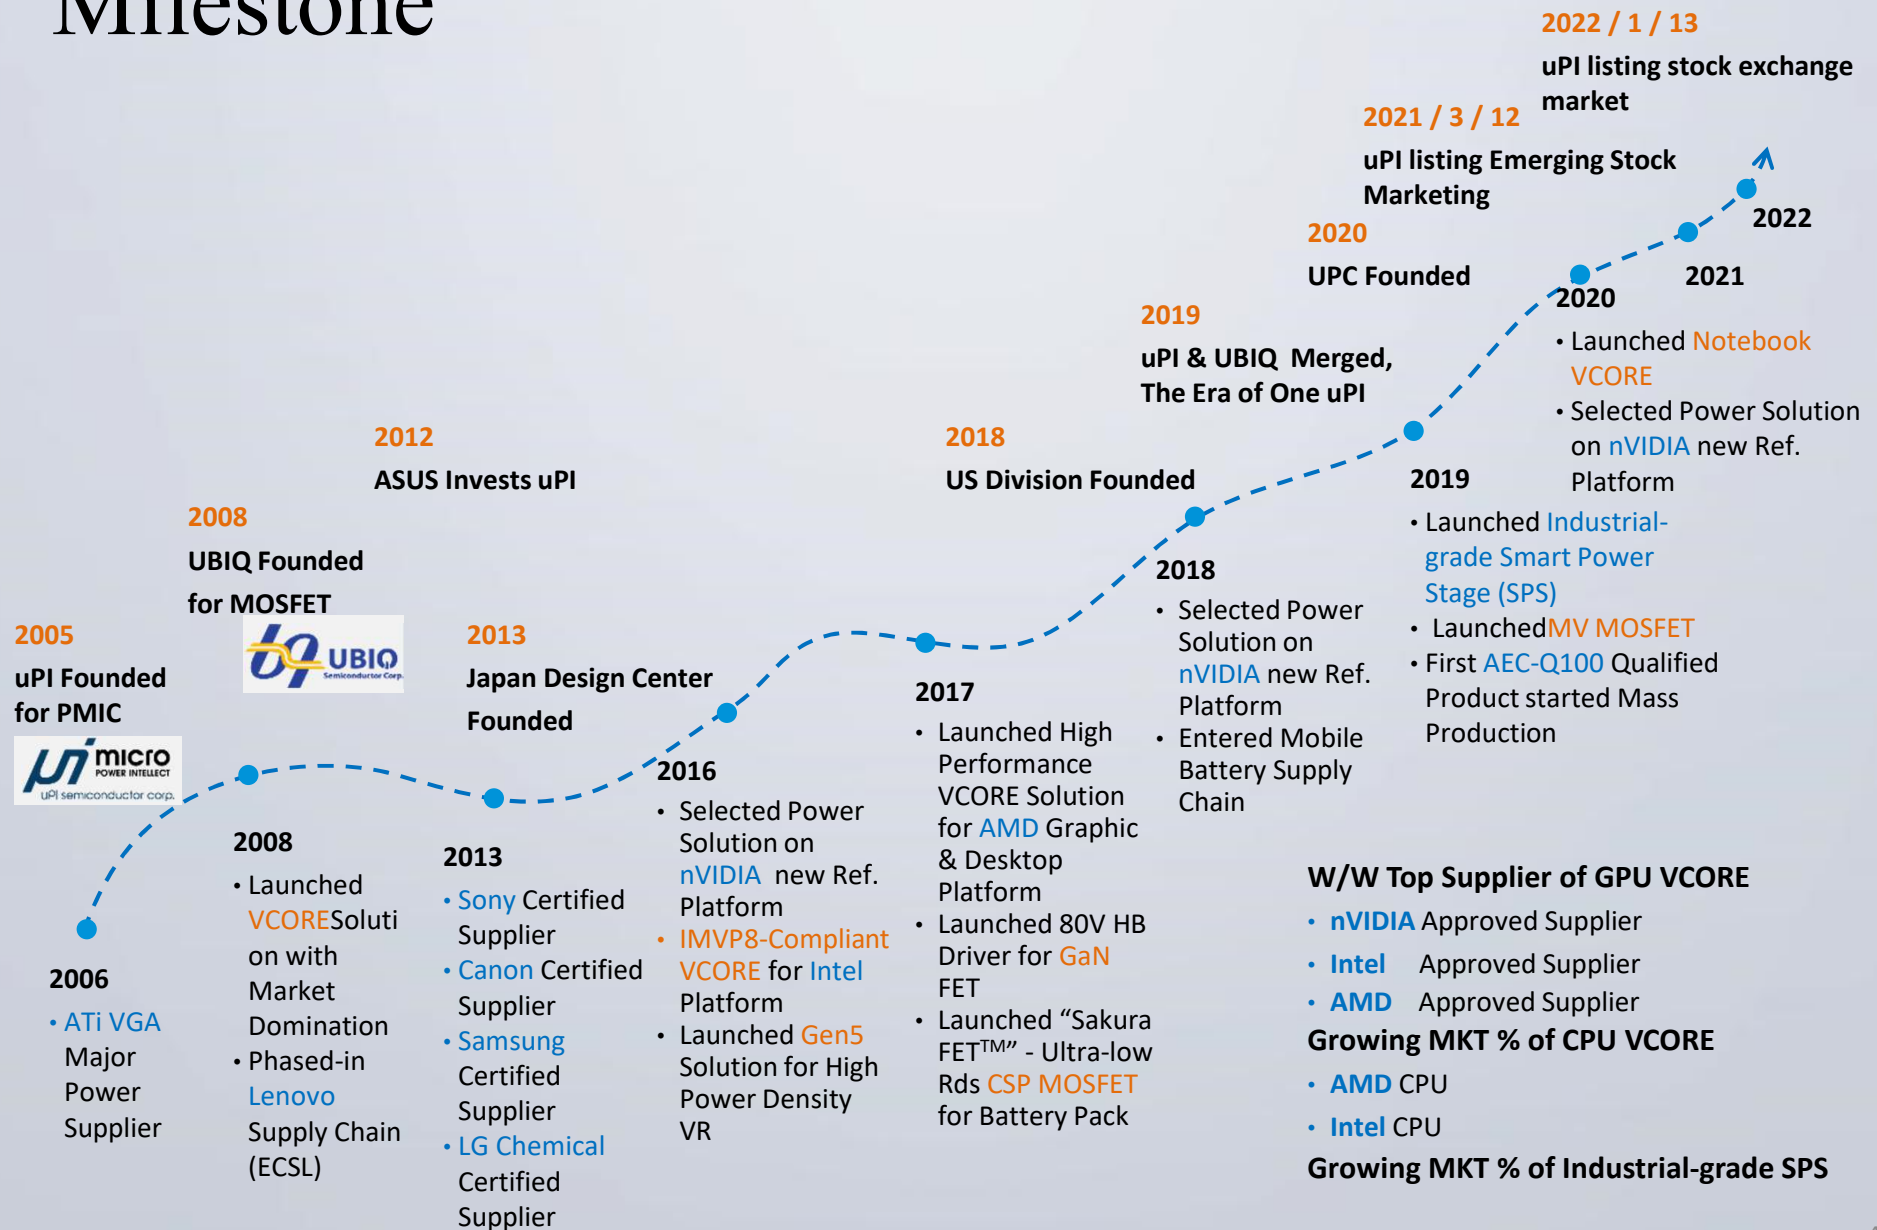 Milestone
2022 / 1 / 13
uPI listing stock exchange
market
2021 / 3 / 12
uPI listing Emerging Stock
Marketing
2020
UPC Founded
2019
uPI & UBIQ Merged,
The Era of One uPI
2018
US Division Founded
2012
ASUS Invests uPI
2008
UBIQ Founded
for MOSFET
UBIQ
Semiconductor Corp.
2013
Japan Design Center
Founded
2005
uPI Founded
for PMIC
micro
POWER INTELLECT
uPI semiconductor corp.
2006
• ATi VGA
Major
Power
Supplier
2008
• Launched
VCORESoluti
on with
Market
Domination
• Phased-in
Lenovo
Supply Chain
(ECSL)
2013
• Sony Certified
Supplier
• Canon Certified
Supplier
• Samsung
Certified
Supplier
• LG Chemical
Certified
Supplier
2016
• Selected Power
Solution on
nVIDIA new Ref.
Platform
• IMVP8-Compliant
VCORE for Intel
Platform
• Launched Gen5
Solution for High
Power Density
VR
2017
• Launched High
Performance
VCORE Solution
for AMD Graphic
& Desktop
Platform
• Launched 80V HB
Driver for GaN
FET
• Launched “Sakura
FET™” - Ultra-low
Rds CSP MOSFET
for Battery Pack
2018
• Selected Power
Solution on
nVIDIA new Ref.
Platform
• Entered Mobile
Battery Supply
Chain
2019
• Launched Industrial-
grade Smart Power
Stage (SPS)
• LaunchedMV MOSFET
• First AEC-Q100 Qualified
Product started Mass
Production
2020
• Launched Notebook
VCORE
• Selected Power Solution
on nVIDIA new Ref.
Platform
2021
2022
W/W Top Supplier of GPU VCORE
• nVIDIA Approved Supplier
• Intel Approved Supplier
• AMD Approved Supplier
Growing MKT % of CPU VCORE
• AMD CPU
• Intel CPU
Growing MKT % of Industrial-grade SPS